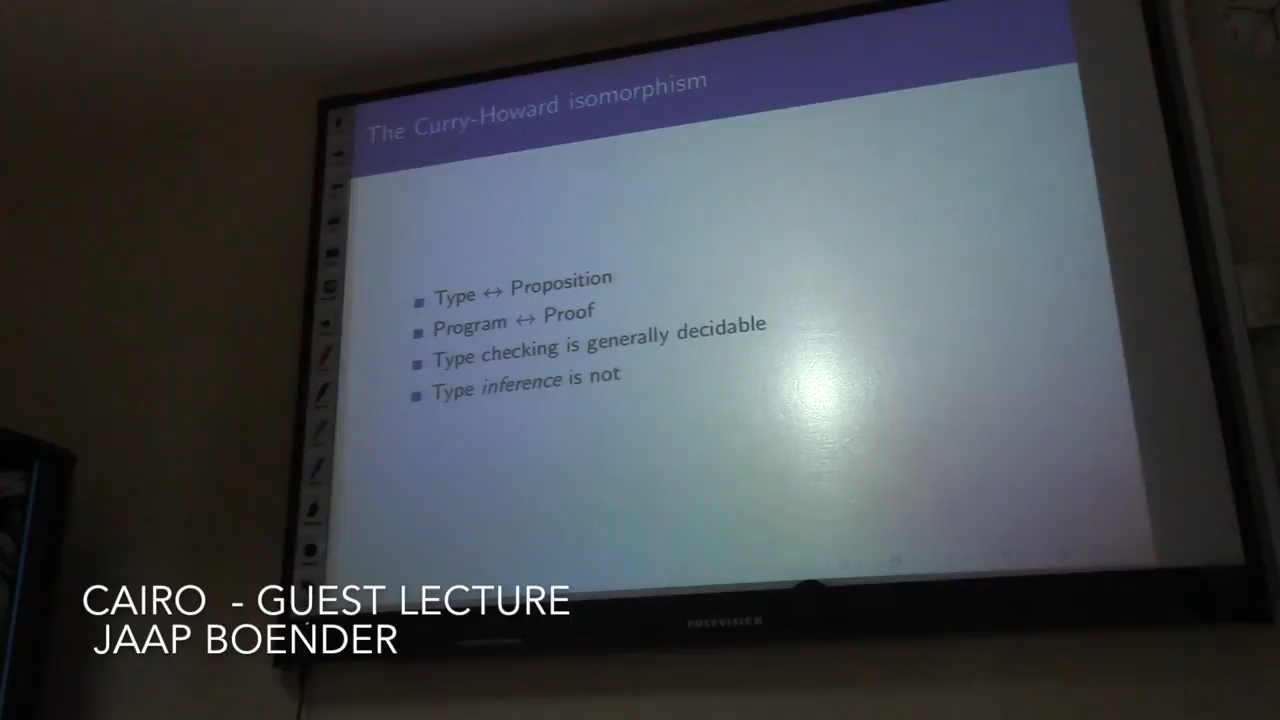 The Curry-Howard isomorphism
Type ↔ Proposition
Program ↔ Proof
Type checking is generally decidable
Type inference is not
POLYVISION
CAIRO - GUEST LECTURE
JAAP BOENDER